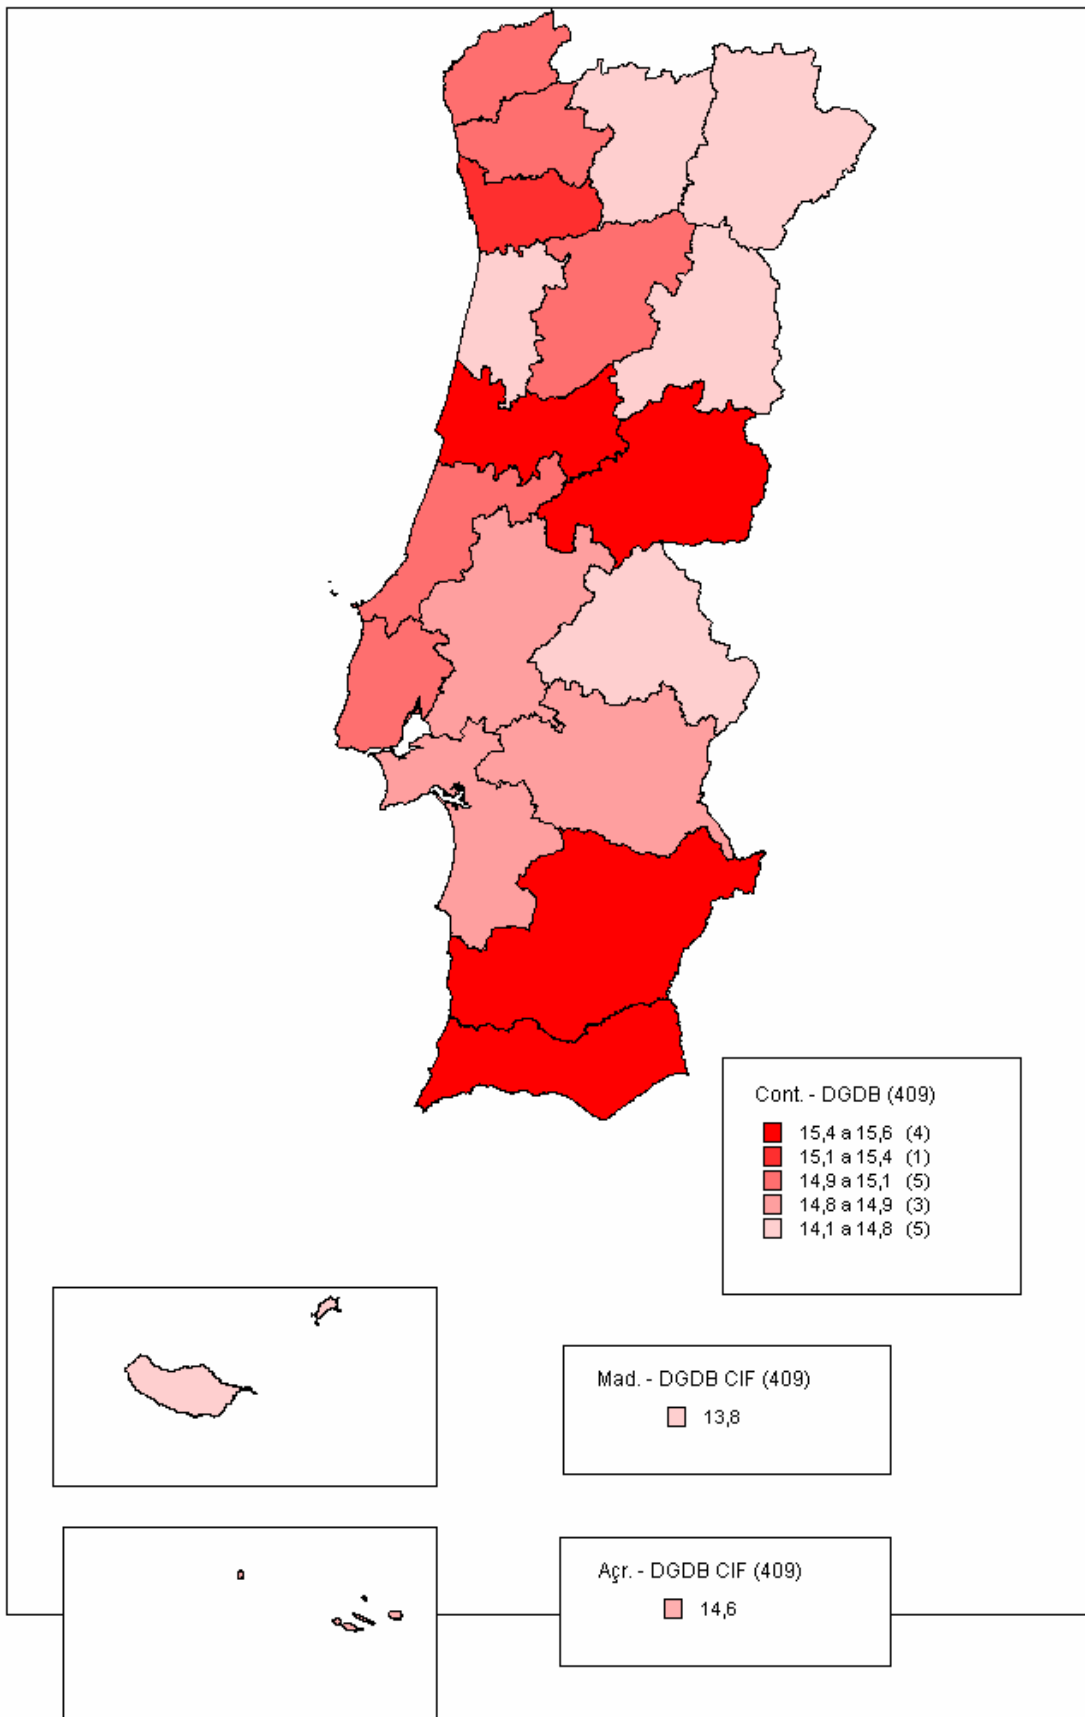 Cont. - DGDB (409)
15,4 a 15,6 (4)
15,1 a 15,4 (1)
14,9 a 15,1 (5)
14,8 a 14,9 (3)
14,1 a 14,8 (5)
Mad. - DGDB CIF (409)
13,8
Açr. - DGDB CIF (409)
14,6